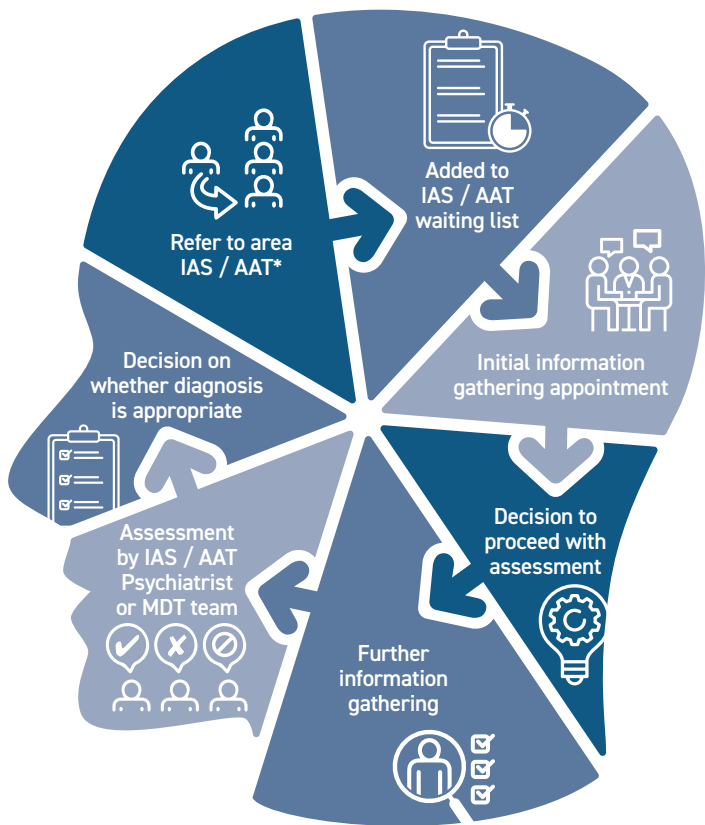 Refer to area
IAS / AAT*
Added to
IAS / AAT
waiting list
Initial information
gathering appointment
Decision to
proceed with
assessment
Further
information
gathering
Assessment
by IAS / AAT
Psychiatrist
or MDT team
Decision on
whether diagnosis
is appropriate